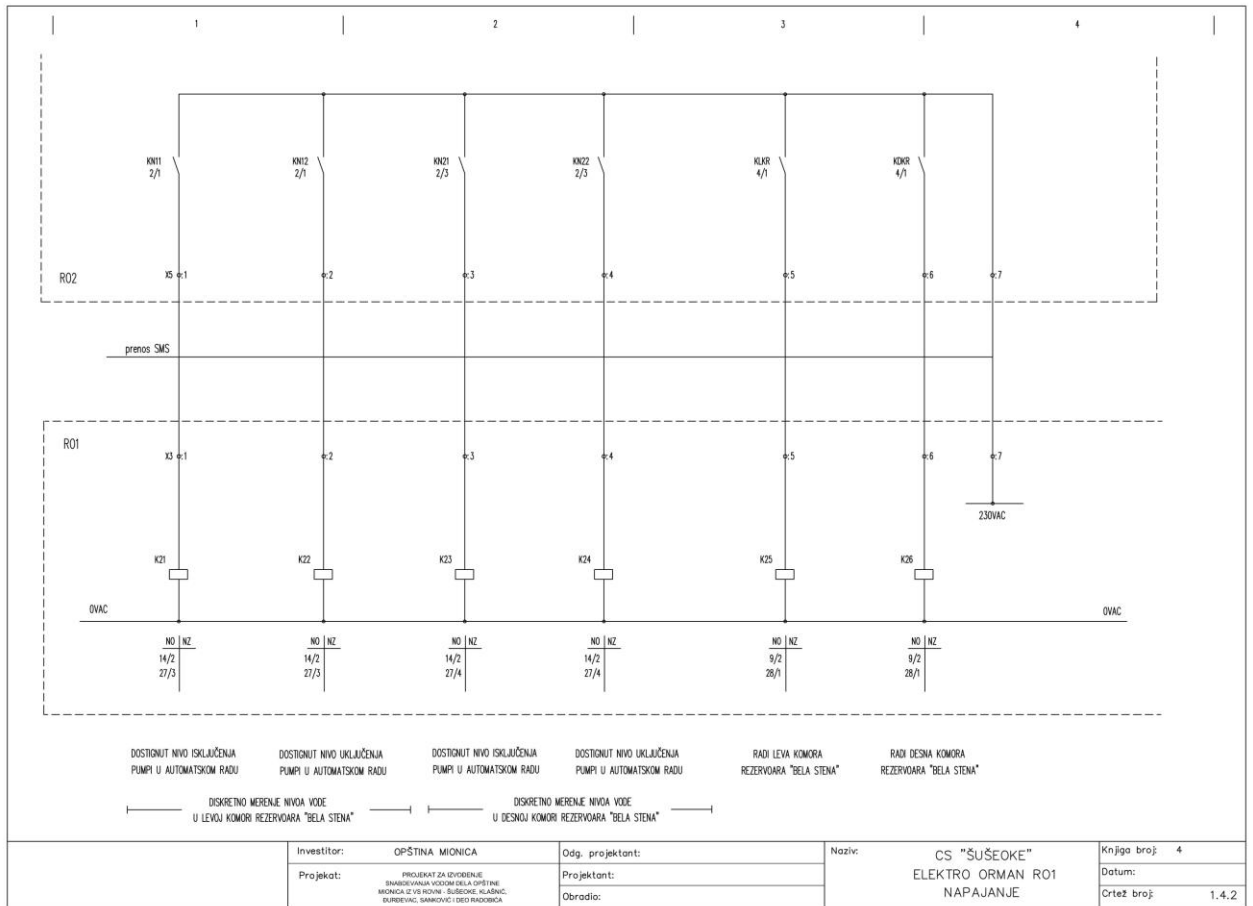 1 2 3 4
KN11 KN12 KN21 KN22 KLKR KDKR
2/1 2/1 2/3 2/3 4/1 4/1
R02 X5 :1 :2 :3 :4 :5 :6 :7
prenos SMS
R01
X3 :1 :2 :3 :4 :5 :6 :7
230VAC
K21 K22 K23 K24 K25 K26
0VAC 0VAC
NO NZ NO NZ NO NZ NO NZ NO NZ NO NZ
14/2 14/2 14/2 14/2 9/2 9/2
27/3 27/3 27/4 27/4 28/1 28/1
DOSTIGNUT NIVO ISKLJUČENJA
PUMPI U AUTOMATSKOM RADU
DOSTIGNUT NIVO UKLJUČENJA
PUMPI U AUTOMATSKOM RADU
DOSTIGNUT NIVO ISKLJUČENJA
PUMPI U AUTOMATSKOM RADU
DOSTIGNUT NIVO UKLJUČENJA
PUMPI U AUTOMATSKOM RADU
RADI LEVA KOMORA
REZERVOARA "BELA STENA"
RADI DESNA KOMORA
REZERVOARA "BELA STENA"
DISKRETNO MERENJE NIVOA VODE
U LEVOJ KOMORI REZERVOARA "BELA STENA"
DISKRETNO MERENJE NIVOA VODE
U DESNOJ KOMORI REZERVOARA "BELA STENA"
Investitor: OPŠTINA MIONICA
Projekat: PROJEKAT ZA IZVOĐENJE
SNABDEVANJA VODOM DELA OPŠTINE
MIONICA IZ VS ROVNI - ŠUŠEOKE, KLAŠNIĆ,
ĐURĐEVAC, SANKOVIĆ I DEO RADOBIĆA
Odg. projektant:
Projektant:
Obradio:
Naziv: CS "ŠUŠEOKE"
ELEKTRO ORMAN R01
NAPAJANJE
Knjiga broj: 4
Datum:
Crtež broj: 1.4.2